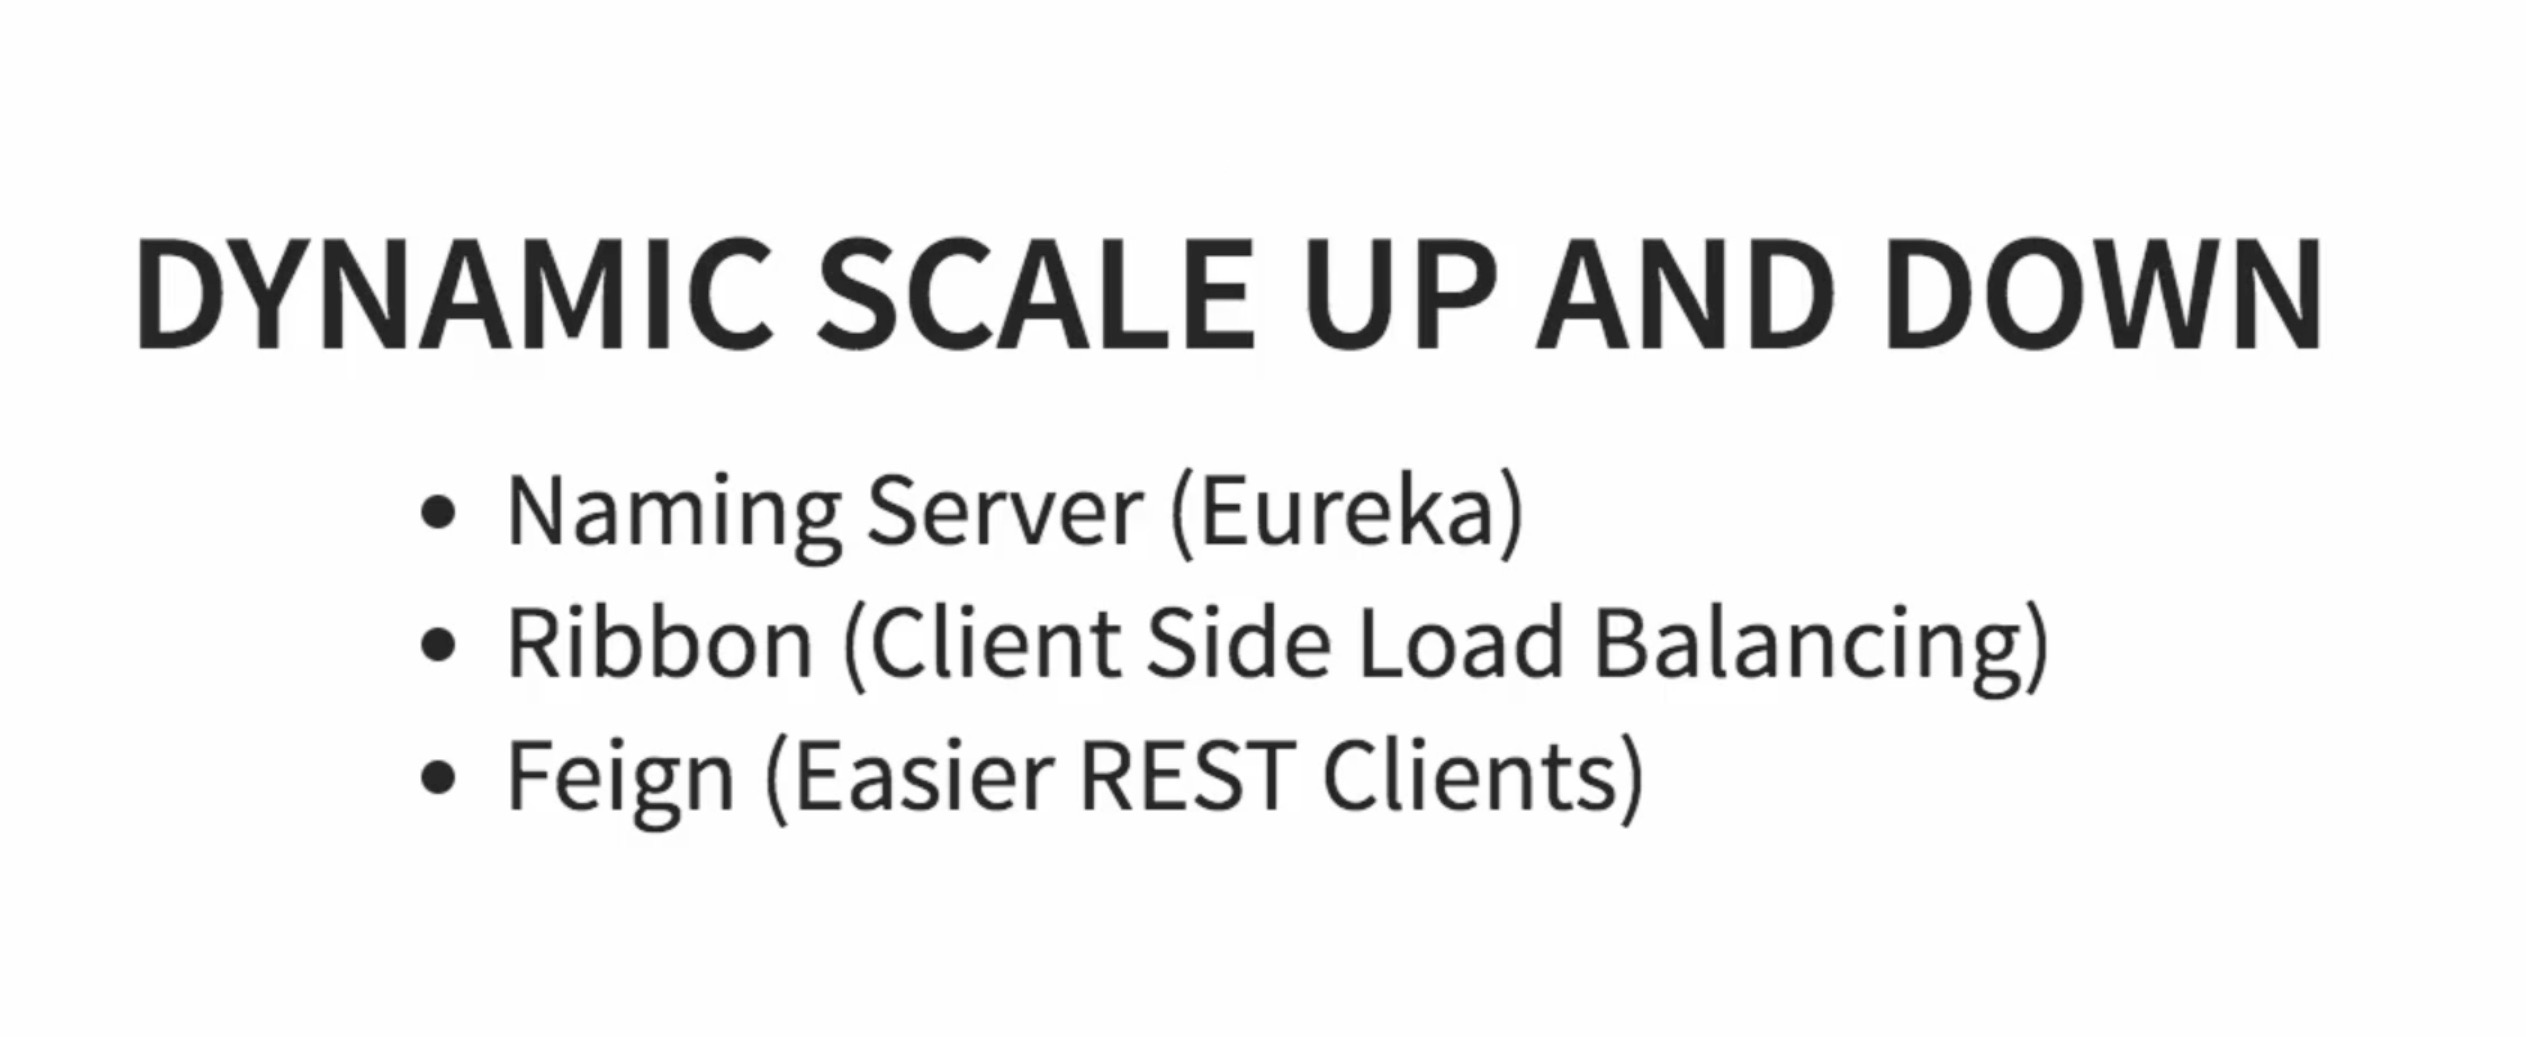 DYNAMIC SCALE UP AND DOWN
• Naming Server (Eureka)
• Ribbon (Client Side Load Balancing)
• Feign (Easier REST Clients)